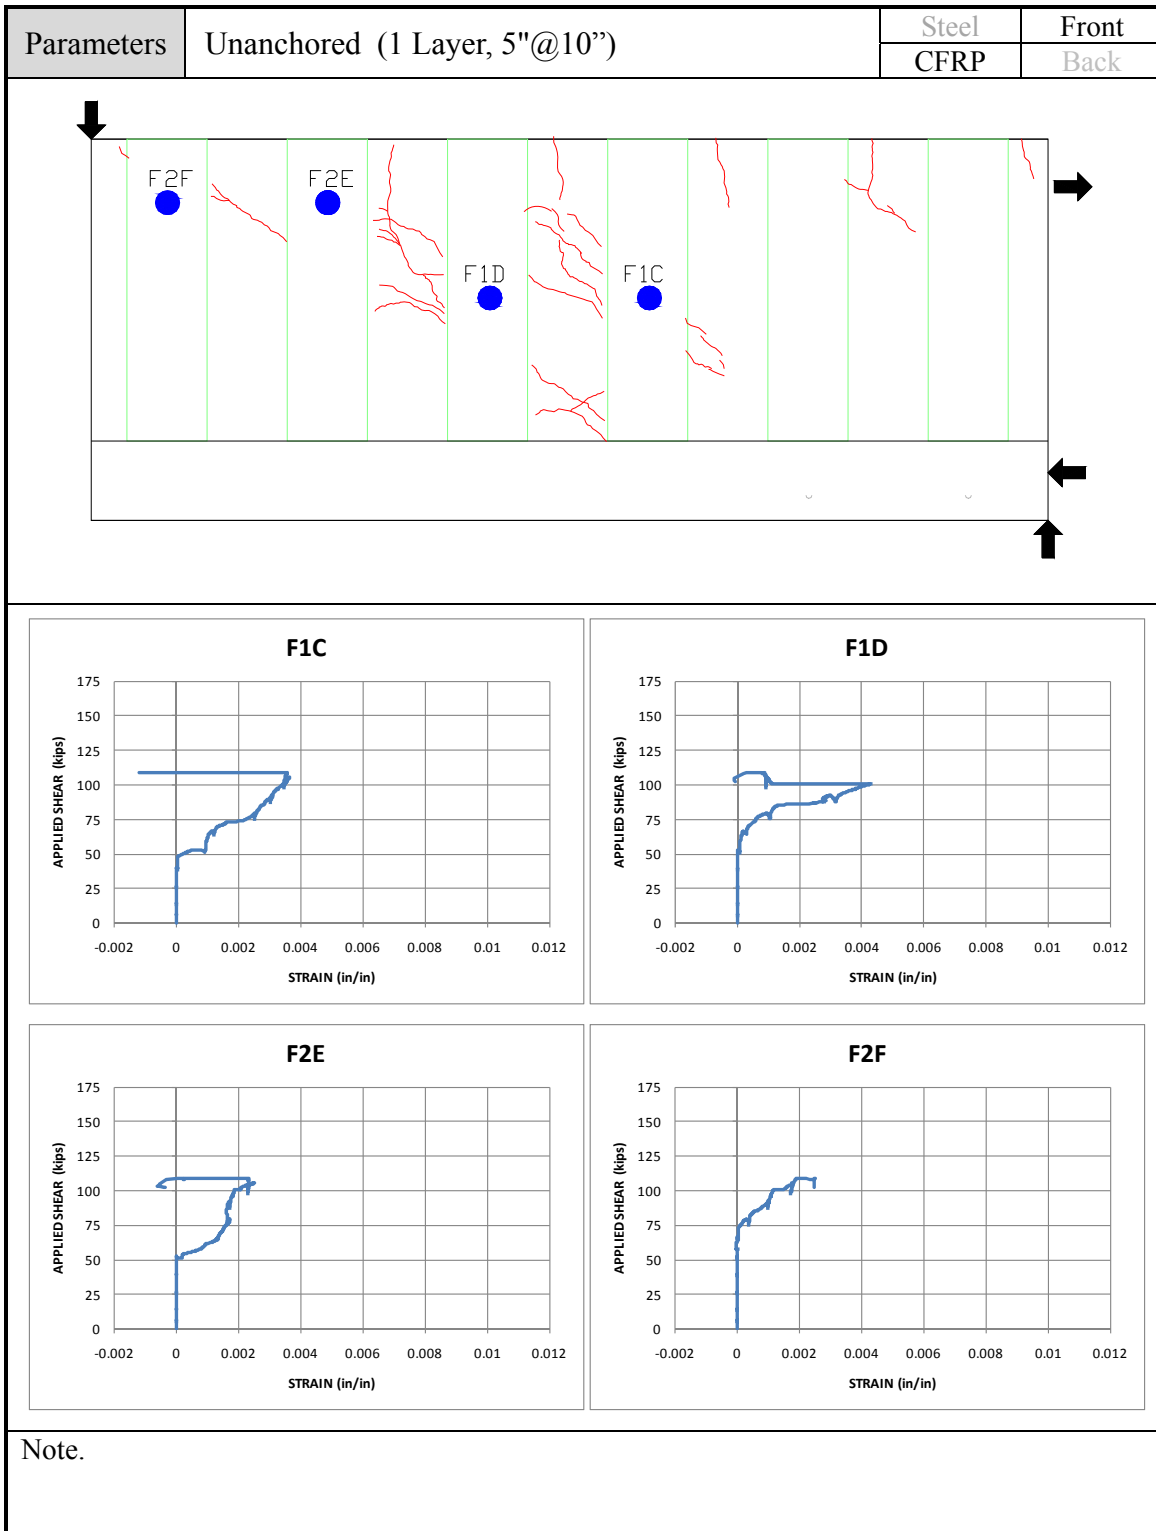 Parameters
Unanchored (1 Layer, 5"@10”)
Steel
Front
CFRP
Back
F2F
F2E
F1D
F1C
F1C
APPLIED SHEAR (kips)
175
150
125
100
75
50
25
0
-0.002 0 0.002 0.004 0.006 0.008 0.01 0.012
STRAIN (in/in)
F1D
APPLIED SHEAR (kips)
175
150
125
100
75
50
25
0
-0.002 0 0.002 0.004 0.006 0.008 0.01 0.012
STRAIN (in/in)
F2E
APPLIED SHEAR (kips)
175
150
125
100
75
50
25
0
-0.002 0 0.002 0.004 0.006 0.008 0.01 0.012
STRAIN (in/in)
F2F
APPLIED SHEAR (kips)
175
150
125
100
75
50
25
0
-0.002 0 0.002 0.004 0.006 0.008 0.01 0.012
STRAIN (in/in)
Note.